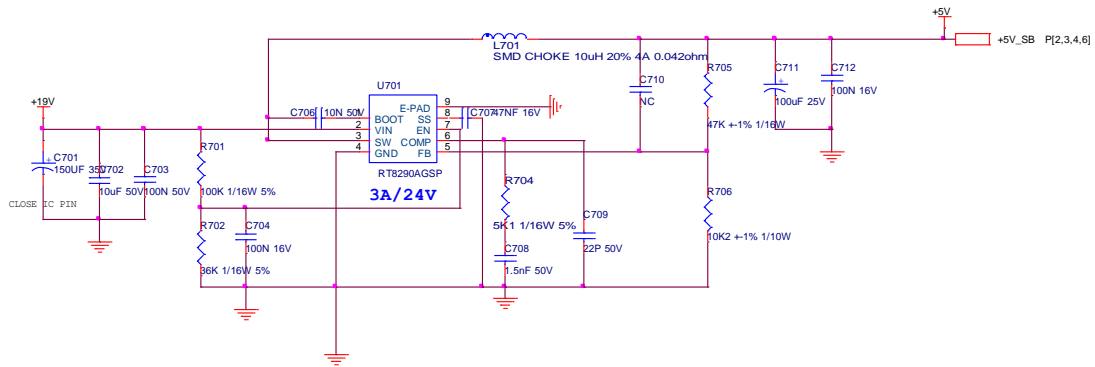 +5V
+5V_SB P[2,3,4,6]
L701
SMD CHOKE 10uH 20% 4A 0.042ohm
R705
47K +-1% 1/16W
C710
NC
C711
100uF 25V
C712
100N 16V
+19V
U701
C706 10N 50V
1 BOOT
2 VIN
3 SW
4 GND
E-PAD 9
SS 8
EN 7
COMP 6
FB 5
C707 47NF 16V
RT8290AGSP
3A/24V
C701
150UF 35V
C702
10uF 50V
C703
100N 50V
CLOSE IC PIN
R701
100K 1/16W 5%
R702
36K 1/16W 5%
C704
100N 16V
R704
5K1 1/16W 5%
C708
1.5nF 50V
C709
22P 50V
R706
10K2 +-1% 1/10W